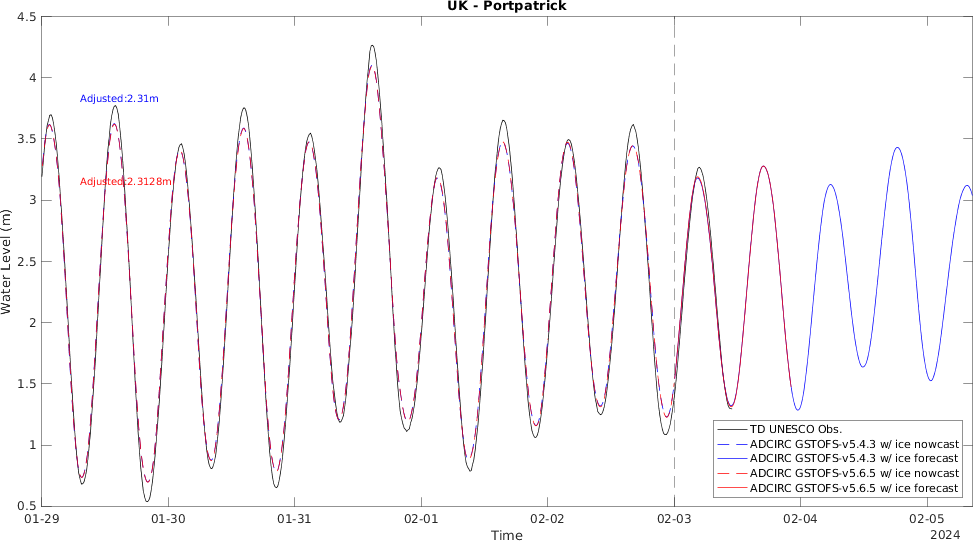 UK - Portpatrick
4.5
4
3.5
3
2.5
2
1.5
1
0.5
Water Level (m)
Adjusted:2.31m
Adjusted:2.3128m
TD UNESCO Obs.
ADCIRC GSTOFS-v5.4.3 w/ ice nowcast
ADCIRC GSTOFS-v5.4.3 w/ ice forecast
ADCIRC GSTOFS-v5.6.5 w/ ice nowcast
ADCIRC GSTOFS-v5.6.5 w/ ice forecast
01-29 01-30 01-31 02-01 02-02 02-03 02-04 02-05
Time
2024